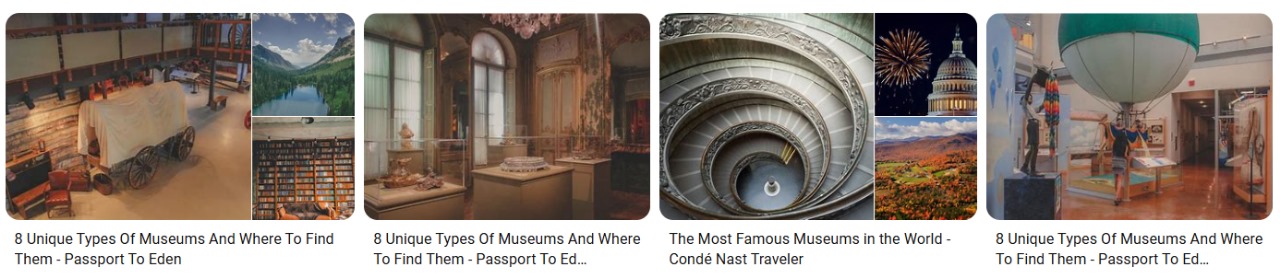 8 Unique Types Of Museums And Where To Find
Them - Passport To Eden
8 Unique Types Of Museums And Where
To Find Them - Passport To Ed...
The Most Famous Museums in the World -
Condé Nast Traveler
8 Unique Types Of Museums And Where
To Find Them - Passport To Ed...